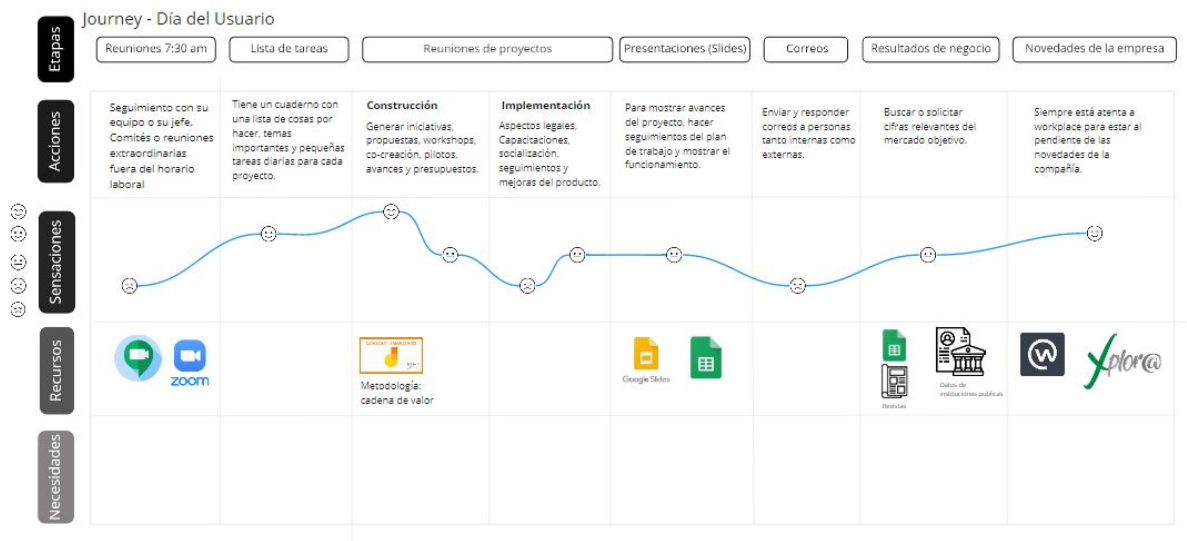 Journey - Día del Usuario
Etapas
Reuniones 7:30 am
Lista de tareas
Reuniones de proyectos
Presentaciones (Slides)
Correos
Resultados de negocio
Novedades de la empresa
Acciones
Seguimiento con su
equipo o su jefe.
Comités o reuniones
extraordinarias
fuera del horario
laboral
Tiene un cuaderno con
una lista de cosas por
hacer, temas
importantes y pequeñas
tareas diarias para cada
proyecto.
Construcción
Generar iniciativas,
propuestas, workshops,
co-creación, pilotos,
avances y presupuestos.
Implementación
Aspectos legales,
Capacitaciones,
socialización,
seguimientos y
mejoras del producto.
Para mostrar avances
del proyecto, hacer
seguimientos del plan
de trabajo y mostrar el
funcionamiento.
Enviar y responder
correos a personas
tanto internas como
externas.
Buscar o solicitar
cifras relevantes del
mercado objetivo.
Siempre está atenta a
workplace para estar al
pendiente de las
novedades de la
compañía.
Sensaciones
Recursos
zoom
Metodología:
cadena de valor
Google Slides
Revistas
Datos de
instituciones publicas
Xplor@
Necesidades